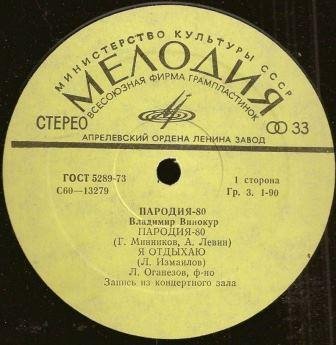 МИНИСТЕРСТВО КУЛЬТУРЫ СССР
МЕЛОДИЯ
ВСЕСОЮЗНАЯ ФИРМА ГРАМПЛАСТИНОК
СТЕРЕО
33
АПРЕЛЕВСКИЙ ОРДЕНА ЛЕНИНА ЗАВОД
ГОСТ 5289-73
С60—13279
1 сторона
Гр. 3. 1-90
ПАРОДИЯ-80
Владимир Винокур
ПАРОДИЯ-80
(Г. Минников, А. Левин)
Я ОТДЫХАЮ
(Л. Измайлов)
Л. Оганезов, ф-но
Запись из концертного зала